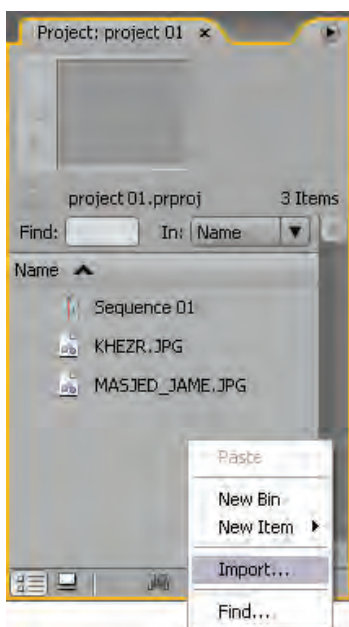 Project: project 01 ×
project 01.prproj 3 Items
Find: In: Name
Name
Sequence 01
KHEZR.JPG
MASJED_JAME.JPG
Paste
New Bin
New Item
Import...
Find...